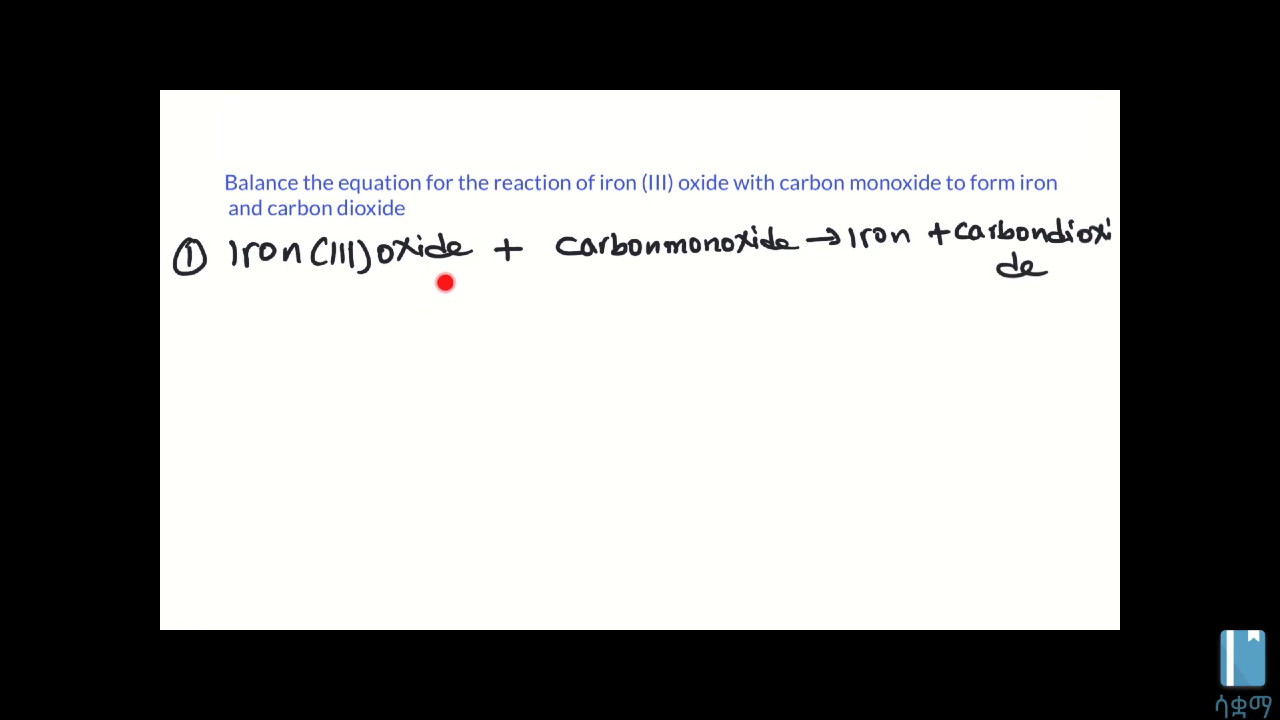 Balance the equation for the reaction of iron (III) oxide with carbon monoxide to form iron
and carbon dioxide
① Iron (III) oxide + carbonmonoxide → Iron + carbondioxi
de
ሳቋማ